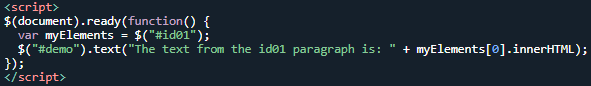 <script>
$(document).ready(function() {
  var myElements = $("#id01");
  $("#demo").text("The text from the id01 paragraph is: " + myElements[0].innerHTML);
});
</script>